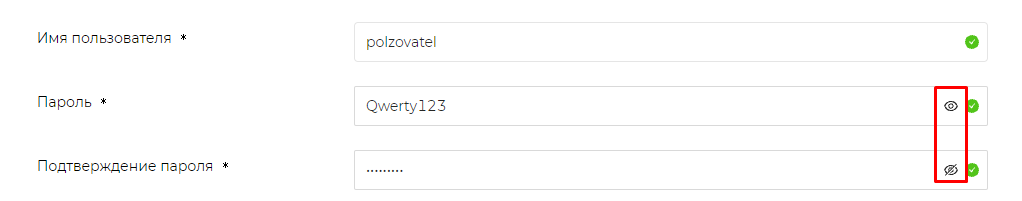 Имя пользователя *
polzovatel
Пароль *
Qwerty123
Подтверждение пароля *
•••••••••